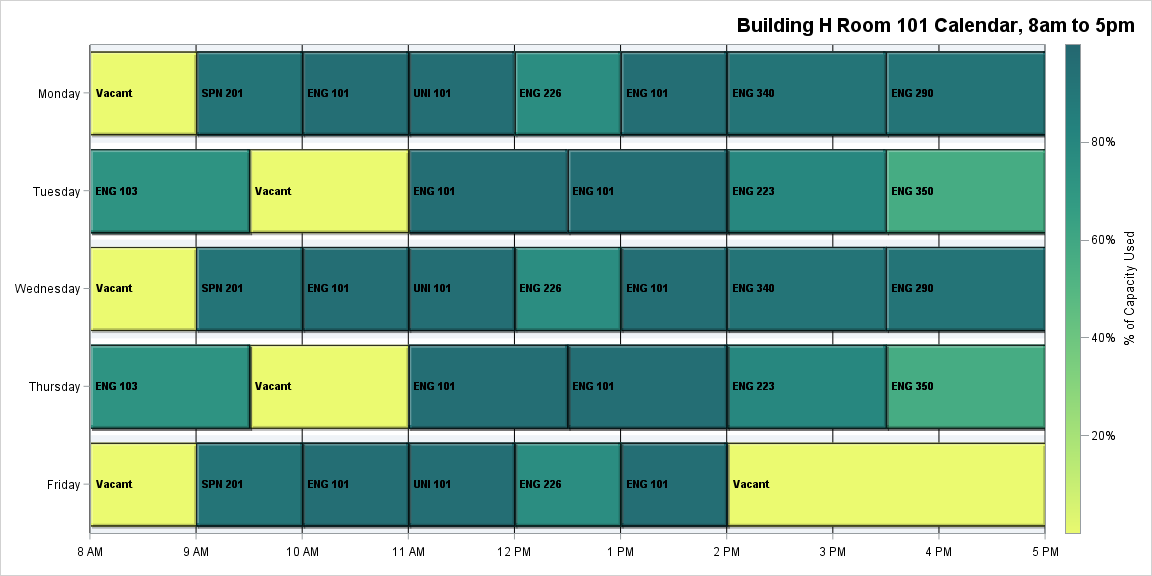 Building H Room 101 Calendar, 8am to 5pm
Monday
Vacant
SPN 201
ENG 101
UNI 101
ENG 226
ENG 101
ENG 340
ENG 290
Tuesday
ENG 103
Vacant
ENG 101
ENG 101
ENG 223
ENG 350
Wednesday
Vacant
SPN 201
ENG 101
UNI 101
ENG 226
ENG 101
ENG 340
ENG 290
Thursday
ENG 103
Vacant
ENG 101
ENG 101
ENG 223
ENG 350
Friday
Vacant
SPN 201
ENG 101
UNI 101
ENG 226
ENG 101
Vacant
8 AM
9 AM
10 AM
11 AM
12 PM
1 PM
2 PM
3 PM
4 PM
5 PM
80%
60%
40%
20%
% of Capacity Used